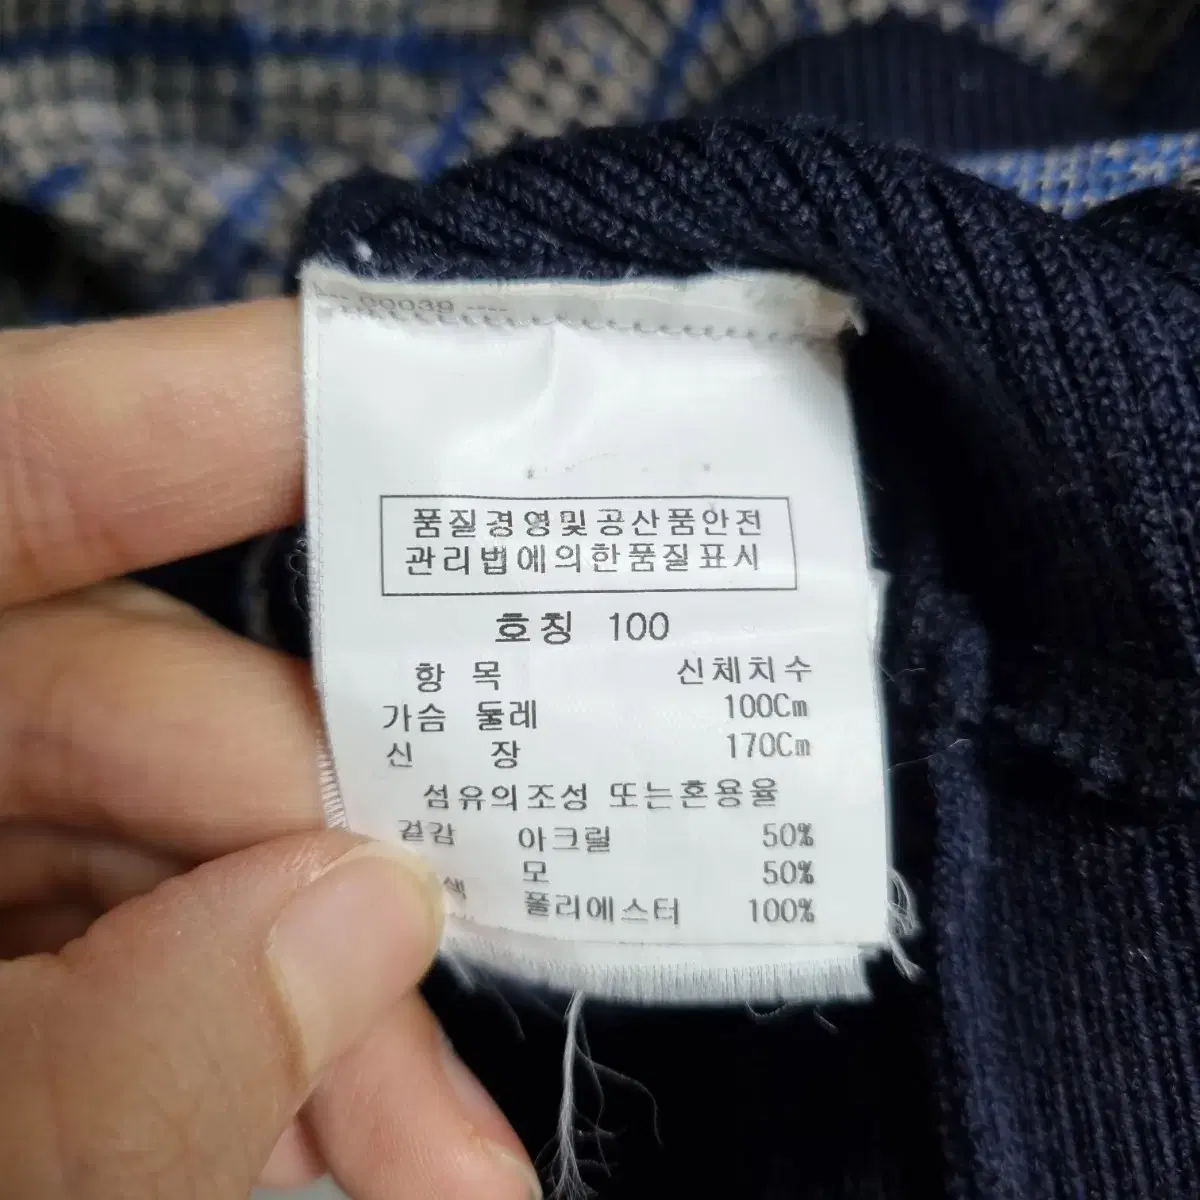 00039 ----
품질경영및공산품안전
관리법에의한품질표시
호칭 100
항 목 신체치수
가슴 둘레 100Cm
신 장 170Cm
섬유의조성 또는혼용율
겉감 아크릴 50%
모 50%
색 폴리에스터 100%